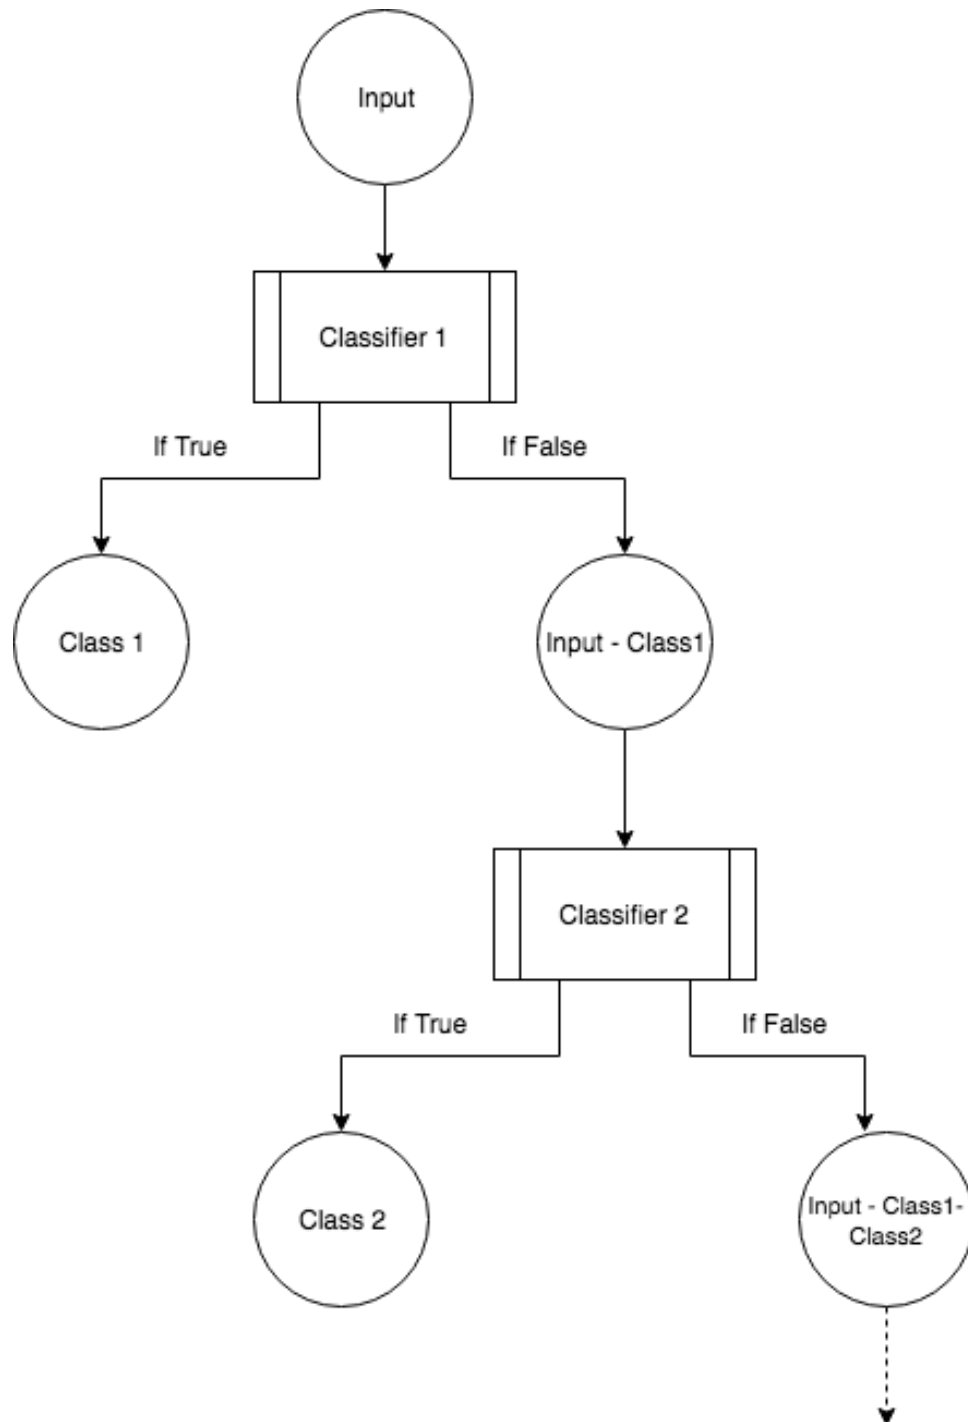 Input
Classifier 1
If True
If False
Class 1
Input - Class1
Classifier 2
If True
If False
Class 2
Input - Class1-
Class2